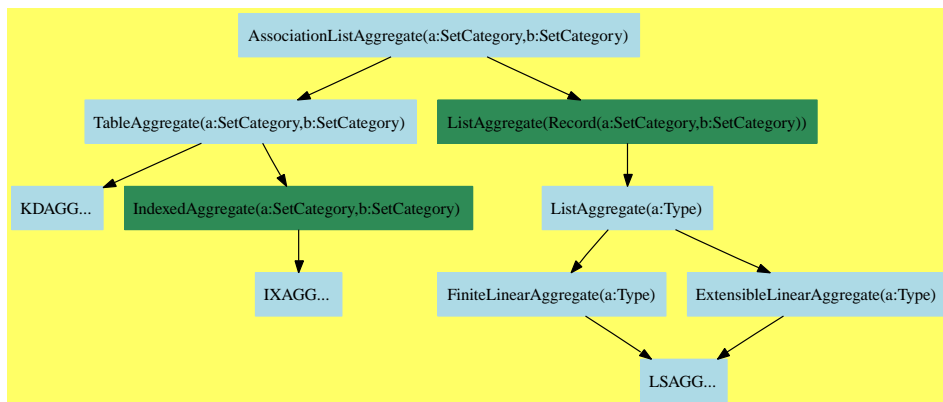 AssociationListAggregate(a:SetCategory,b:SetCategory)
TableAggregate(a:SetCategory,b:SetCategory)
ListAggregate(Record(a:SetCategory,b:SetCategory))
KDAGG...
IndexedAggregate(a:SetCategory,b:SetCategory)
ListAggregate(a:Type)
IXAGG...
FiniteLinearAggregate(a:Type)
ExtensibleLinearAggregate(a:Type)
LSAGG...